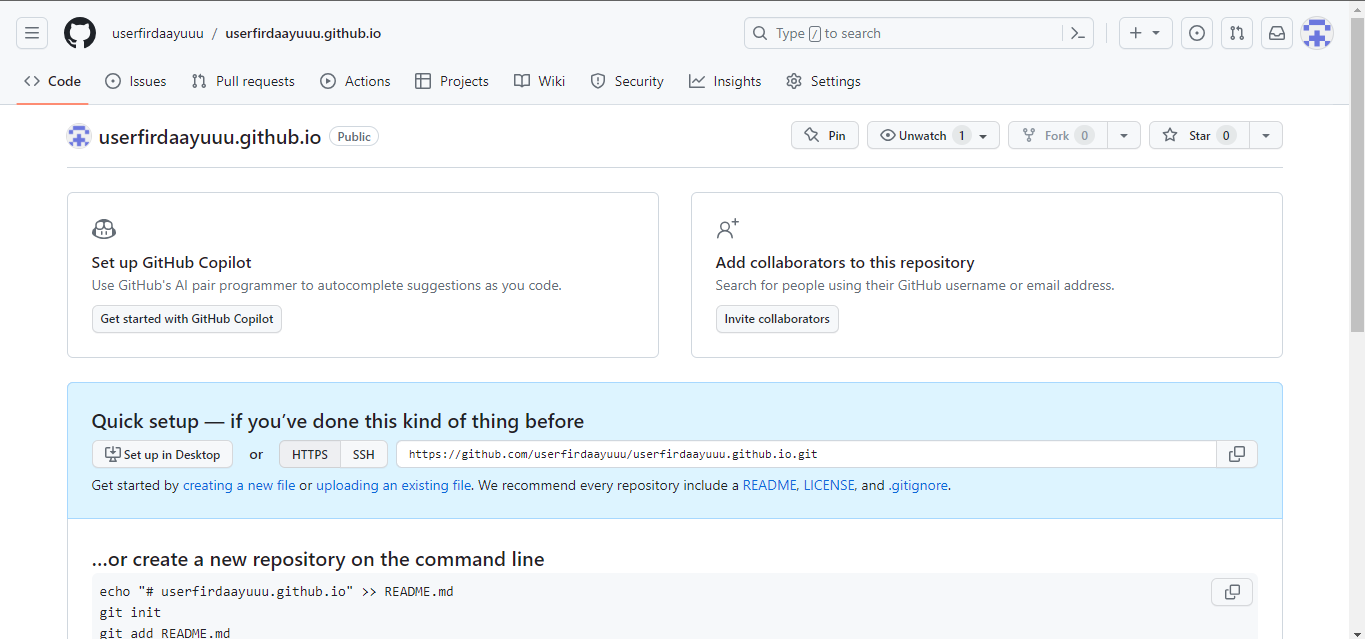 userfirdaayuuu / userfirdaayuuu.github.io
Type / to search
Code Issues Pull requests Actions Projects Wiki Security Insights Settings
userfirdaayuuu.github.io Public
Pin Unwatch 1 Fork 0 Star 0
Set up GitHub Copilot
Use GitHub's AI pair programmer to autocomplete suggestions as you code.
Get started with GitHub Copilot
Add collaborators to this repository
Search for people using their GitHub username or email address.
Invite collaborators
Quick setup — if you’ve done this kind of thing before
Set up in Desktop or HTTPS SSH https://github.com/userfirdaayuuu/userfirdaayuuu.github.io.git
Get started by creating a new file or uploading an existing file. We recommend every repository include a README, LICENSE, and .gitignore.
…or create a new repository on the command line
echo "# userfirdaayuuu.github.io" >> README.md
git init
git add README.md